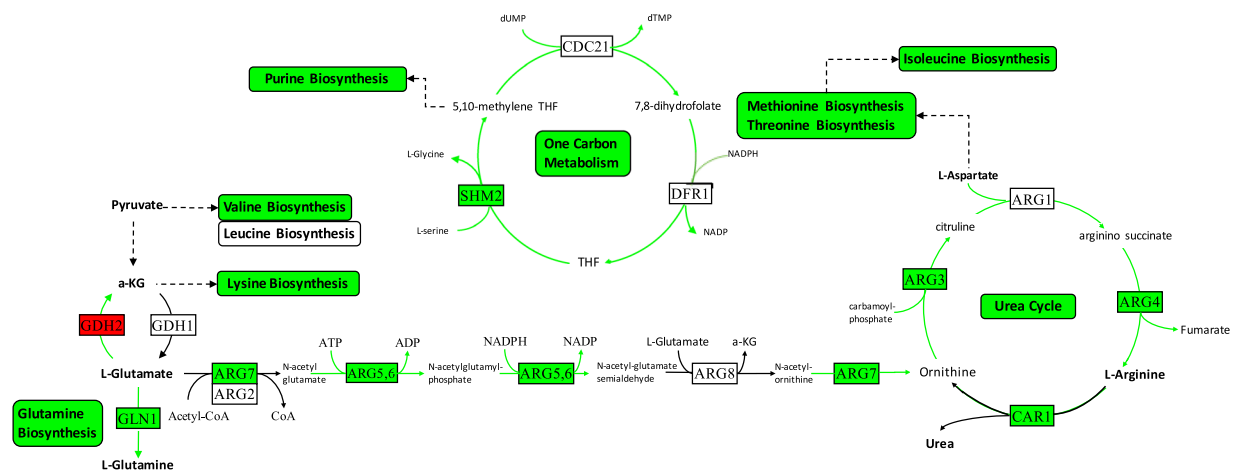 dUMP
dTMP
CDC21
Isoleucine Biosynthesis
Purine Biosynthesis
5,10-methylene THF
7,8-dihydrofolate
Methionine Biosynthesis
Threonine Biosynthesis
One Carbon
Metabolism
L-Glycine
NADPH
SHM2
DFR1
L-serine
NADP
THF
L-Aspartate
ARG1
citruline
arginino succinate
Pyruvate
Valine Biosynthesis
Leucine Biosynthesis
a-KG
Lysine Biosynthesis
ARG3
ARG4
Urea Cycle
carbamoyl-
phosphate
Fumarate
GDH2
GDH1
L-Glutamate
ARG7
ARG2
Acetyl-CoA
CoA
N-acetyl
glutamate
ATP
ADP
ARG5,6
N-acetylglutamyl-
phosphate
NADPH
NADP
ARG5,6
N-acetyl-glutamate
semialdehyde
L-Glutamate
a-KG
ARG8
N-acetyl-
ornithine
ARG7
Ornithine
L-Arginine
CAR1
Urea
Glutamine
Biosynthesis
GLN1
L-Glutamine